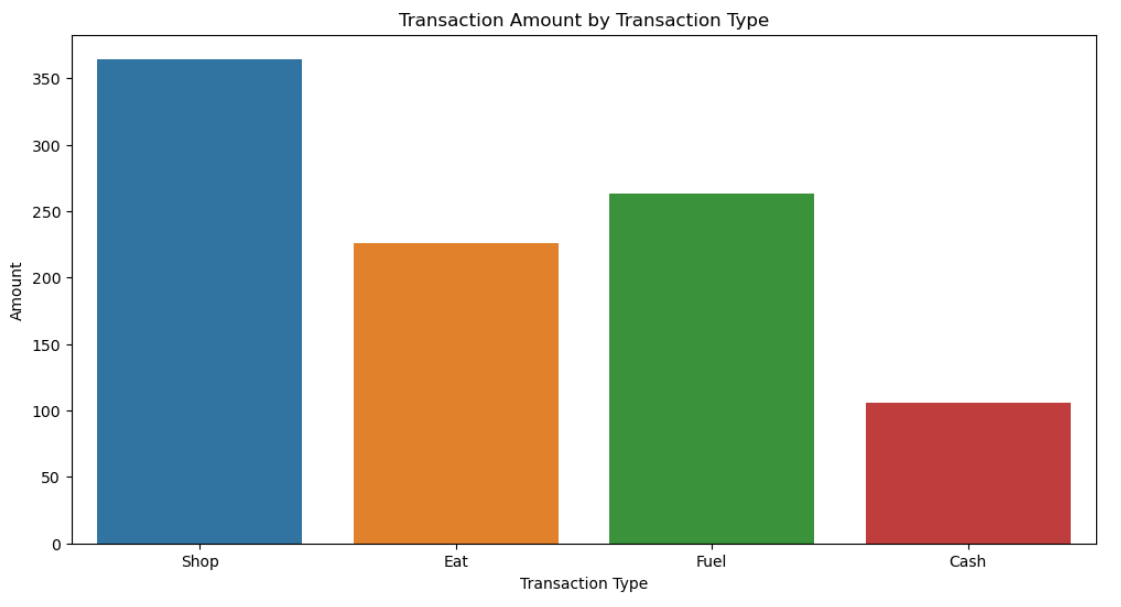 Transaction Amount by Transaction Type
Amount
350
300
250
200
150
100
50
0
Shop Eat Fuel Cash
Transaction Type